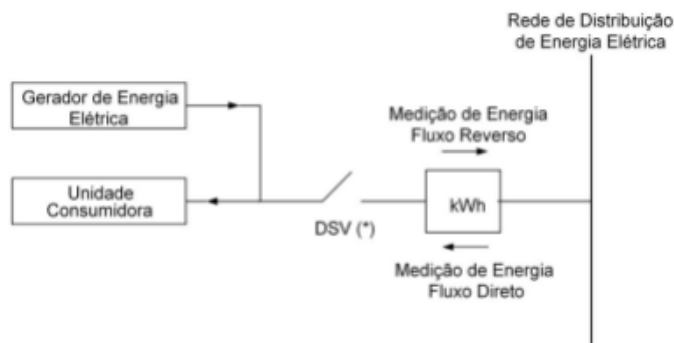 Rede de Distribuição
de Energia Elétrica
Gerador de Energia
Elétrica
Medição de Energia
Fluxo Reverso
Unidade
Consumidora
kWh
DSV (*)
Medição de Energia
Fluxo Direto